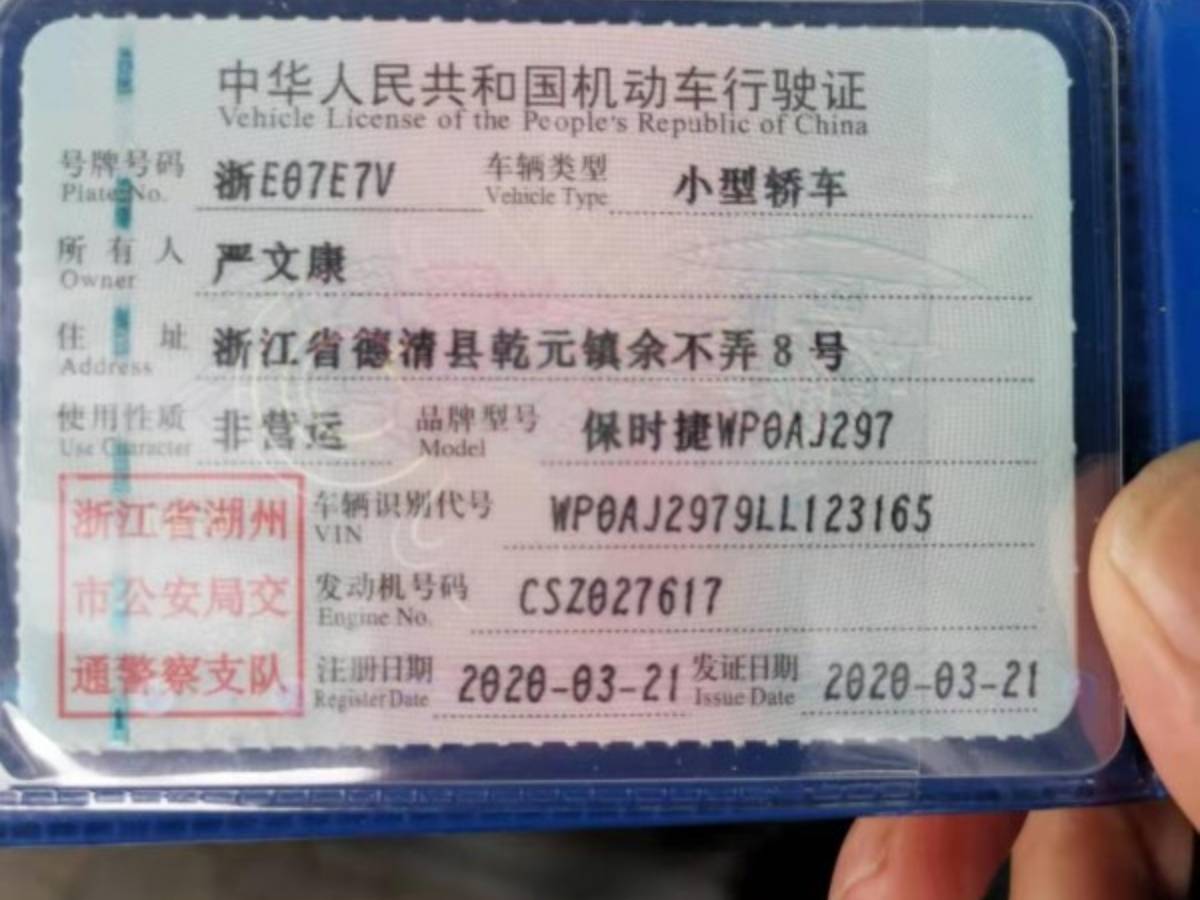 中华人民共和国机动车行驶证
Vehicle License of the People's Republic of China
号牌号码 浙E07E7V 车辆类型 小型轿车
Plate No. Vehicle Type
所有人 严文康
Owner
住址 浙江省德清县乾元镇余不弄8号
Address
使用性质 非营运 品牌型号 保时捷WP0AJ297
Use Character Model
浙江省湖州
市公安局交
通警察支队
车辆识别代号 WP0AJ2979LL123165
VIN
发动机号码 CSZ027617
Engine No.
注册日期 2020-03-21 发证日期 2020-03-21
Register Date Issue Date